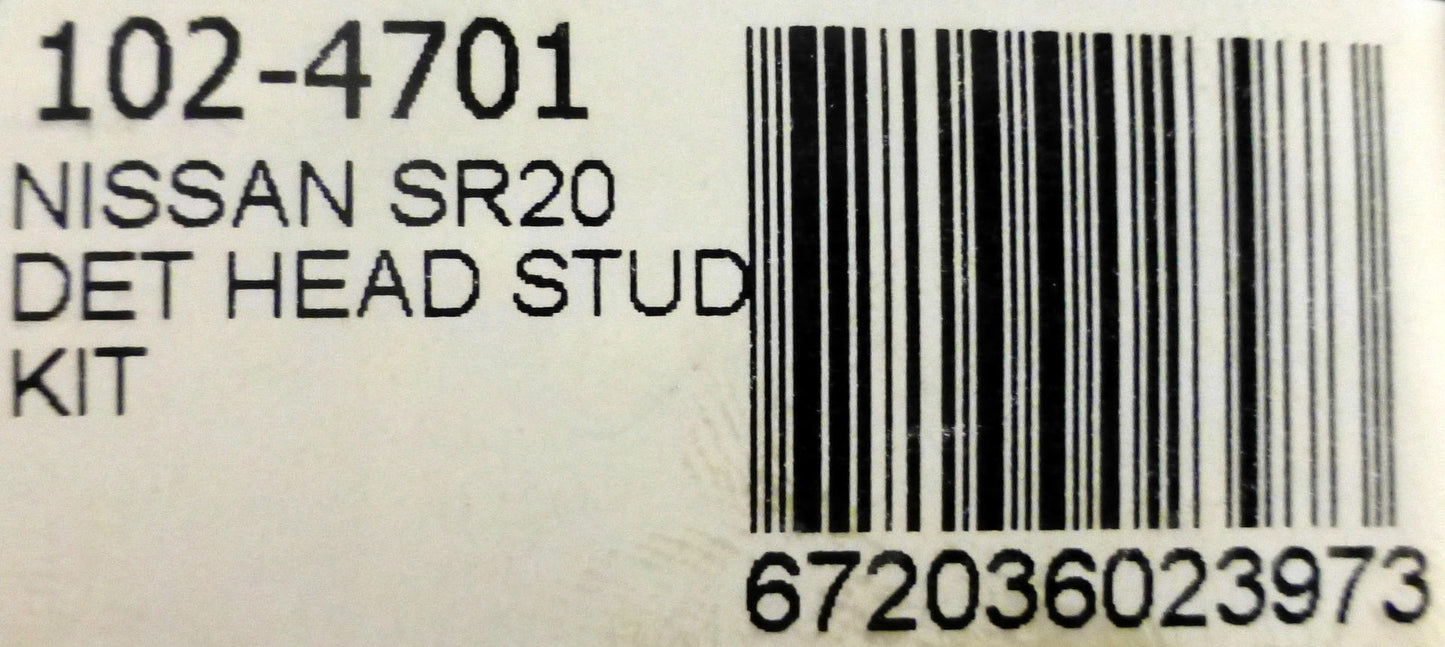 102-4701
NISSAN SR20
DET HEAD STUD
KIT
672036023973